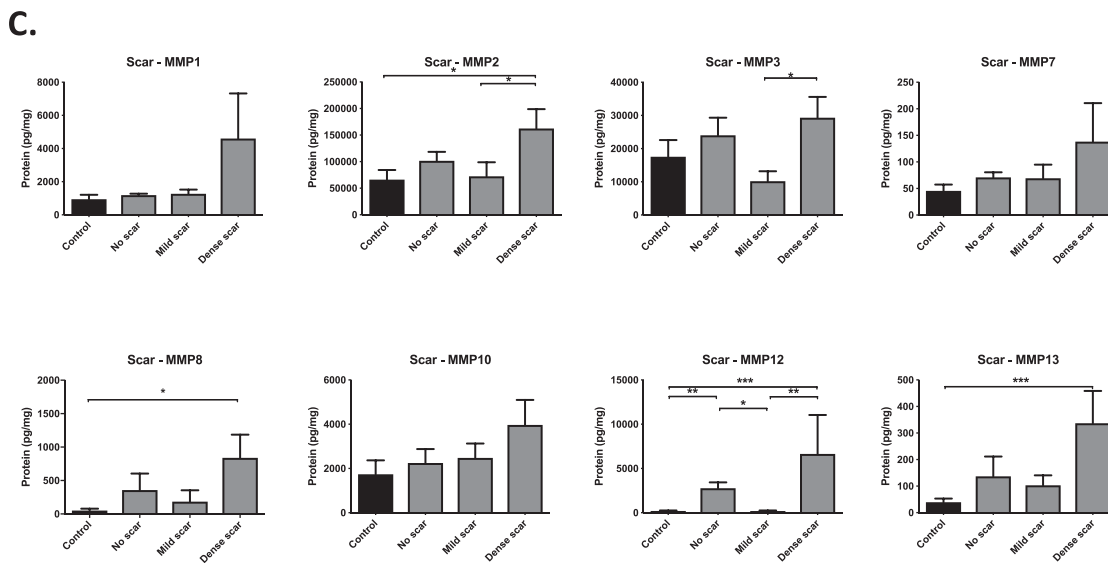 C.
Scar - MMP1
Protein (pg/mg)
8000
6000
4000
2000
0
Control
No scar
Mild scar
Dense scar
Scar - MMP2
Protein (pg/mg)
250000
200000
150000
100000
50000
0
*
*
Control
No scar
Mild scar
Dense scar
Scar - MMP3
Protein (pg/mg)
40000
30000
20000
10000
0
*
Control
No scar
Mild scar
Dense scar
Scar - MMP7
Protein (pg/mg)
250
200
150
100
50
0
Control
No scar
Mild scar
Dense scar
Scar - MMP8
Protein (pg/mg)
2000
1500
1000
500
0
*
Control
No scar
Mild scar
Dense scar
Scar - MMP10
Protein (pg/mg)
6000
4000
2000
0
Control
No scar
Mild scar
Dense scar
Scar - MMP12
Protein (pg/mg)
15000
10000
5000
0
***
** **
*
Control
No scar
Mild scar
Dense scar
Scar - MMP13
Protein (pg/mg)
500
400
300
200
100
0
***
Control
No scar
Mild scar
Dense scar